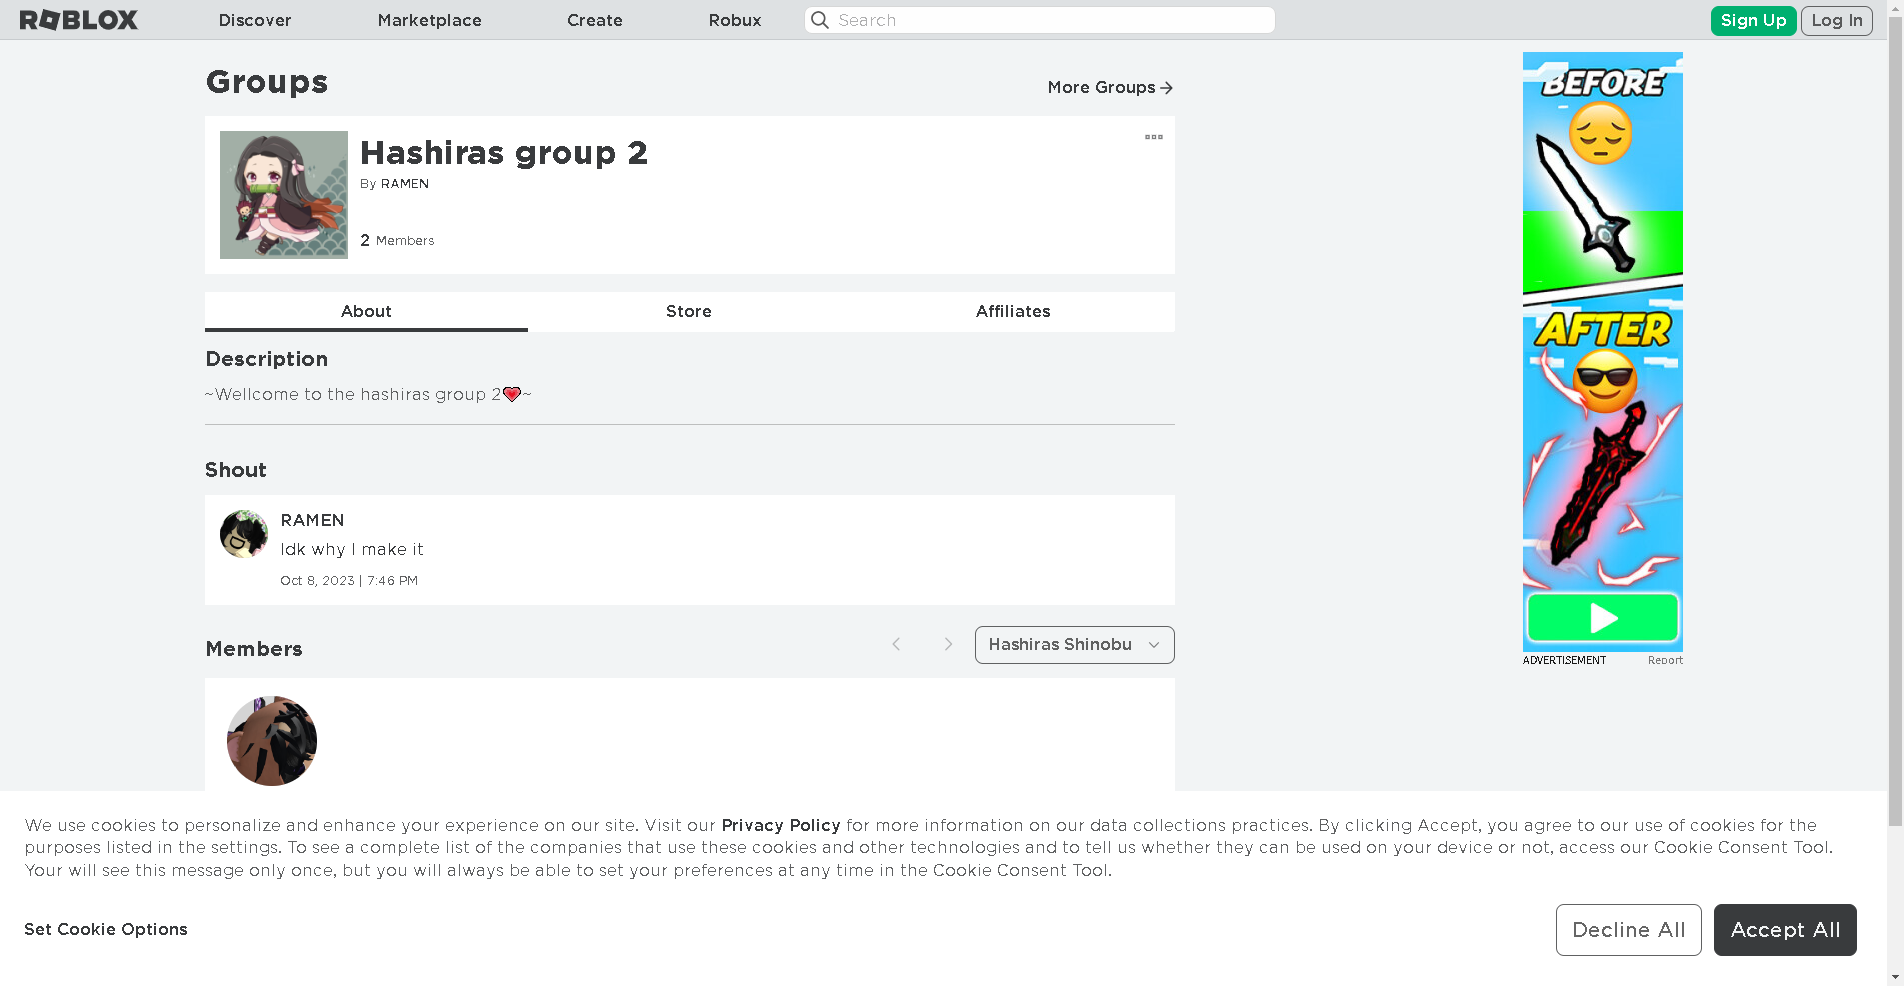 ROBLOX
Discover
Marketplace
Create
Robux
Search
Sign Up
Log In
Groups
More Groups
Hashiras group 2
By RAMEN
2 Members
About
Store
Affiliates
Description
~Wellcome to the hashiras group 2❤~
Shout
RAMEN
Idk why I make it
Oct 8, 2023 | 7:46 PM
Members
Hashiras Shinobu
BEFORE
AFTER
ADVERTISEMENT
Report
We use cookies to personalize and enhance your experience on our site. Visit our Privacy Policy for more information on our data collections practices. By clicking Accept, you agree to our use of cookies for the
purposes listed in the settings. To see a complete list of the companies that use these cookies and other technologies and to tell us whether they can be used on your device or not, access our Cookie Consent Tool.
Your will see this message only once, but you will always be able to set your preferences at any time in the Cookie Consent Tool.
Set Cookie Options
Decline All
Accept All